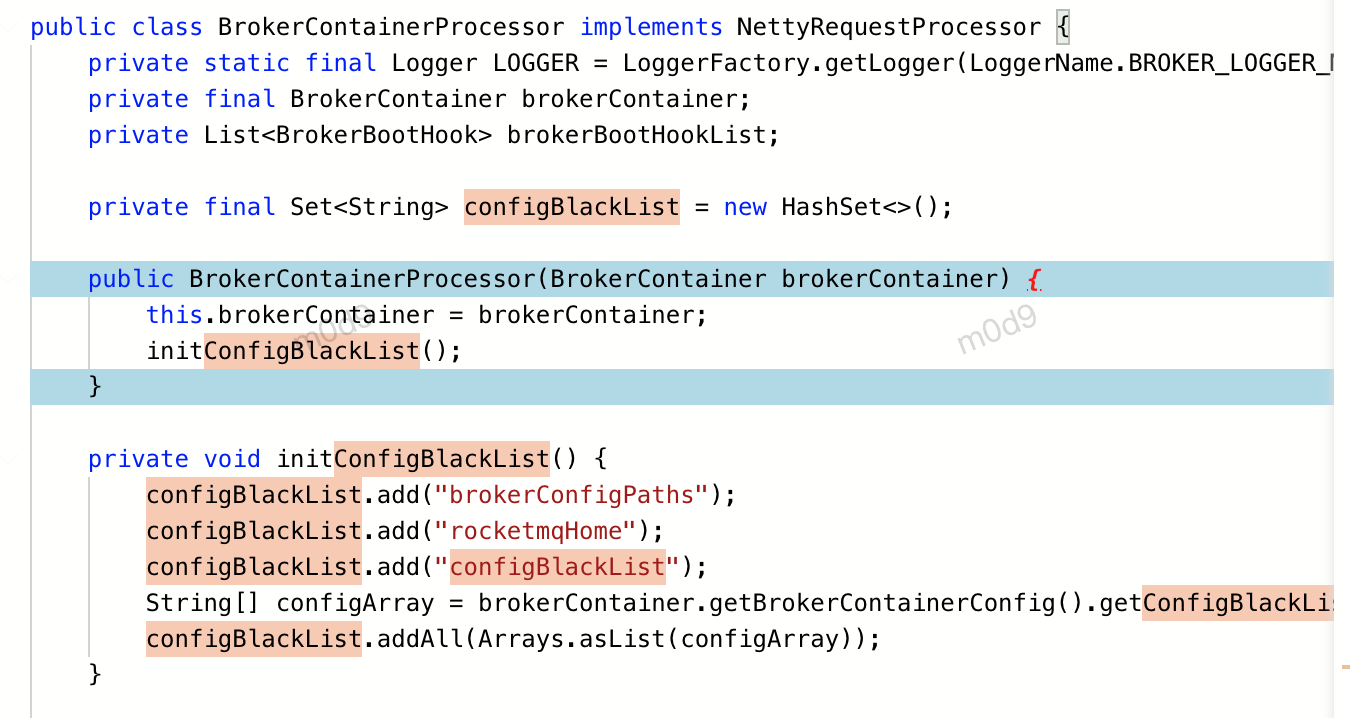 public class BrokerContainerProcessor implements NettyRequestProcessor {
private static final Logger LOGGER = LoggerFactory.getLogger(LoggerName.BROKER_LOGGER_
private final BrokerContainer brokerContainer;
private List<BrokerBootHook> brokerBootHookList;
private final Set<String> configBlackList = new HashSet<>();
public BrokerContainerProcessor(BrokerContainer brokerContainer) {
this.brokerContainer = brokerContainer;
m0d9
m0d9
initConfigBlackList();
}
private void initConfigBlackList() {
configBlackList.add("brokerConfigPaths");
configBlackList.add("rocketmqHome");
configBlackList.add("configBlackList");
String[] configArray = brokerContainer.getBrokerContainerConfig().getConfigBlackLis
configBlackList.addAll(Arrays.asList(configArray));
}